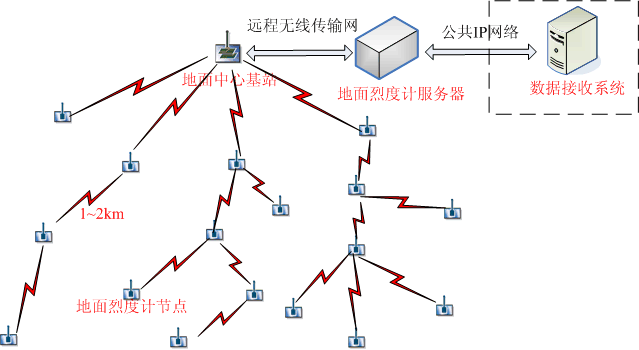 远程无线传输网
公共IP网络
地面中心基站
地面烈度计服务器
数据接收系统
1~2km
地面烈度计节点